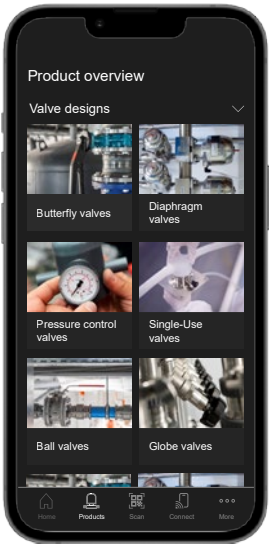 Product overview
Valve designs
Butterfly valves
Diaphragm
valves
Pressure control
valves
Single-Use
valves
Ball valves
Globe valves
Home
Products
Scan
Connect
More